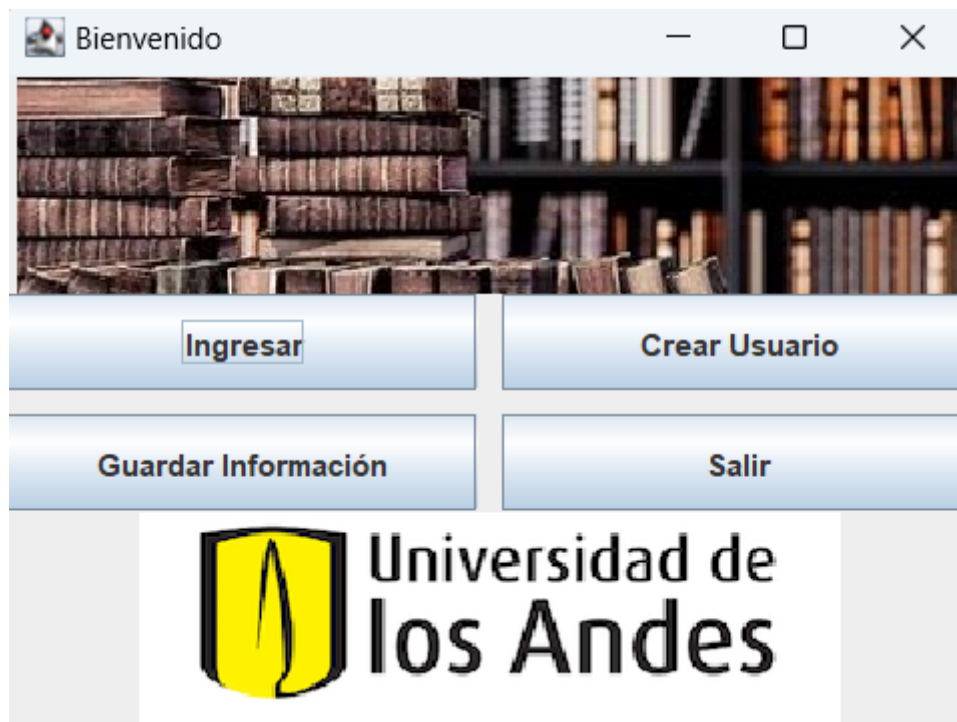 Bienvenido
Ingresar
Crear Usuario
Guardar Información
Salir
Universidad de
los Andes